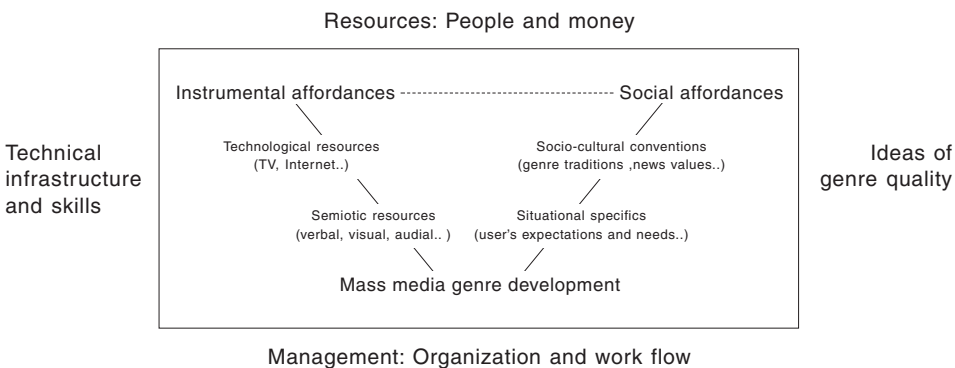 Resources: People and money
Instrumental affordances
Social affordances
Technological resources
(TV, Internet..)
Socio-cultural conventions
(genre traditions ,news values..)
Technical
infrastructure
and skills
Ideas of
genre quality
Semiotic resources
(verbal, visual, audial.. )
Situational specifics
(user's expectations and needs..)
Mass media genre development
Management: Organization and work flow